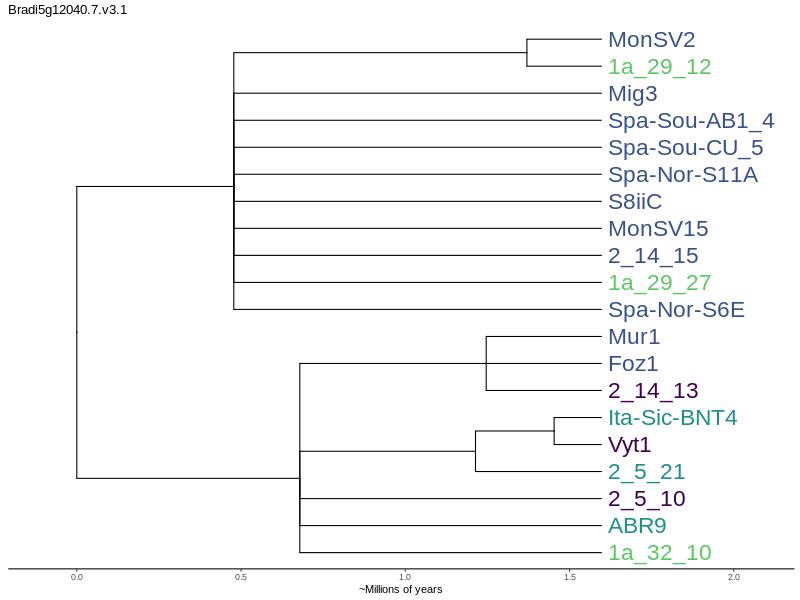 Bradi5g12040.7.v3.1
MonSV2
1a_29_12
Mig3
Spa-Sou-AB1_4
Spa-Sou-CU_5
Spa-Nor-S11A
S8iiC
MonSV15
2_14_15
1a_29_27
Spa-Nor-S6E
Mur1
Foz1
2_14_13
Ita-Sic-BNT4
Vyt1
2_5_21
2_5_10
ABR9
1a_32_10
0.0 0.5 1.0 1.5 2.0
~Millions of years